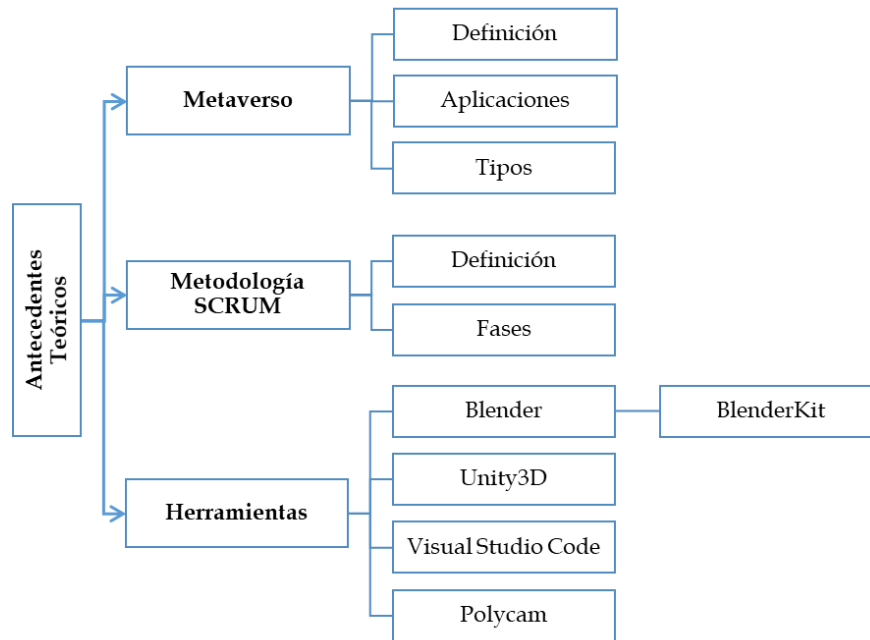 Antecedentes
Teóricos
Metaverso
Definición
Aplicaciones
Tipos
Metodología
SCRUM
Definición
Fases
Herramientas
Blender
BlenderKit
Unity3D
Visual Studio Code
Polycam